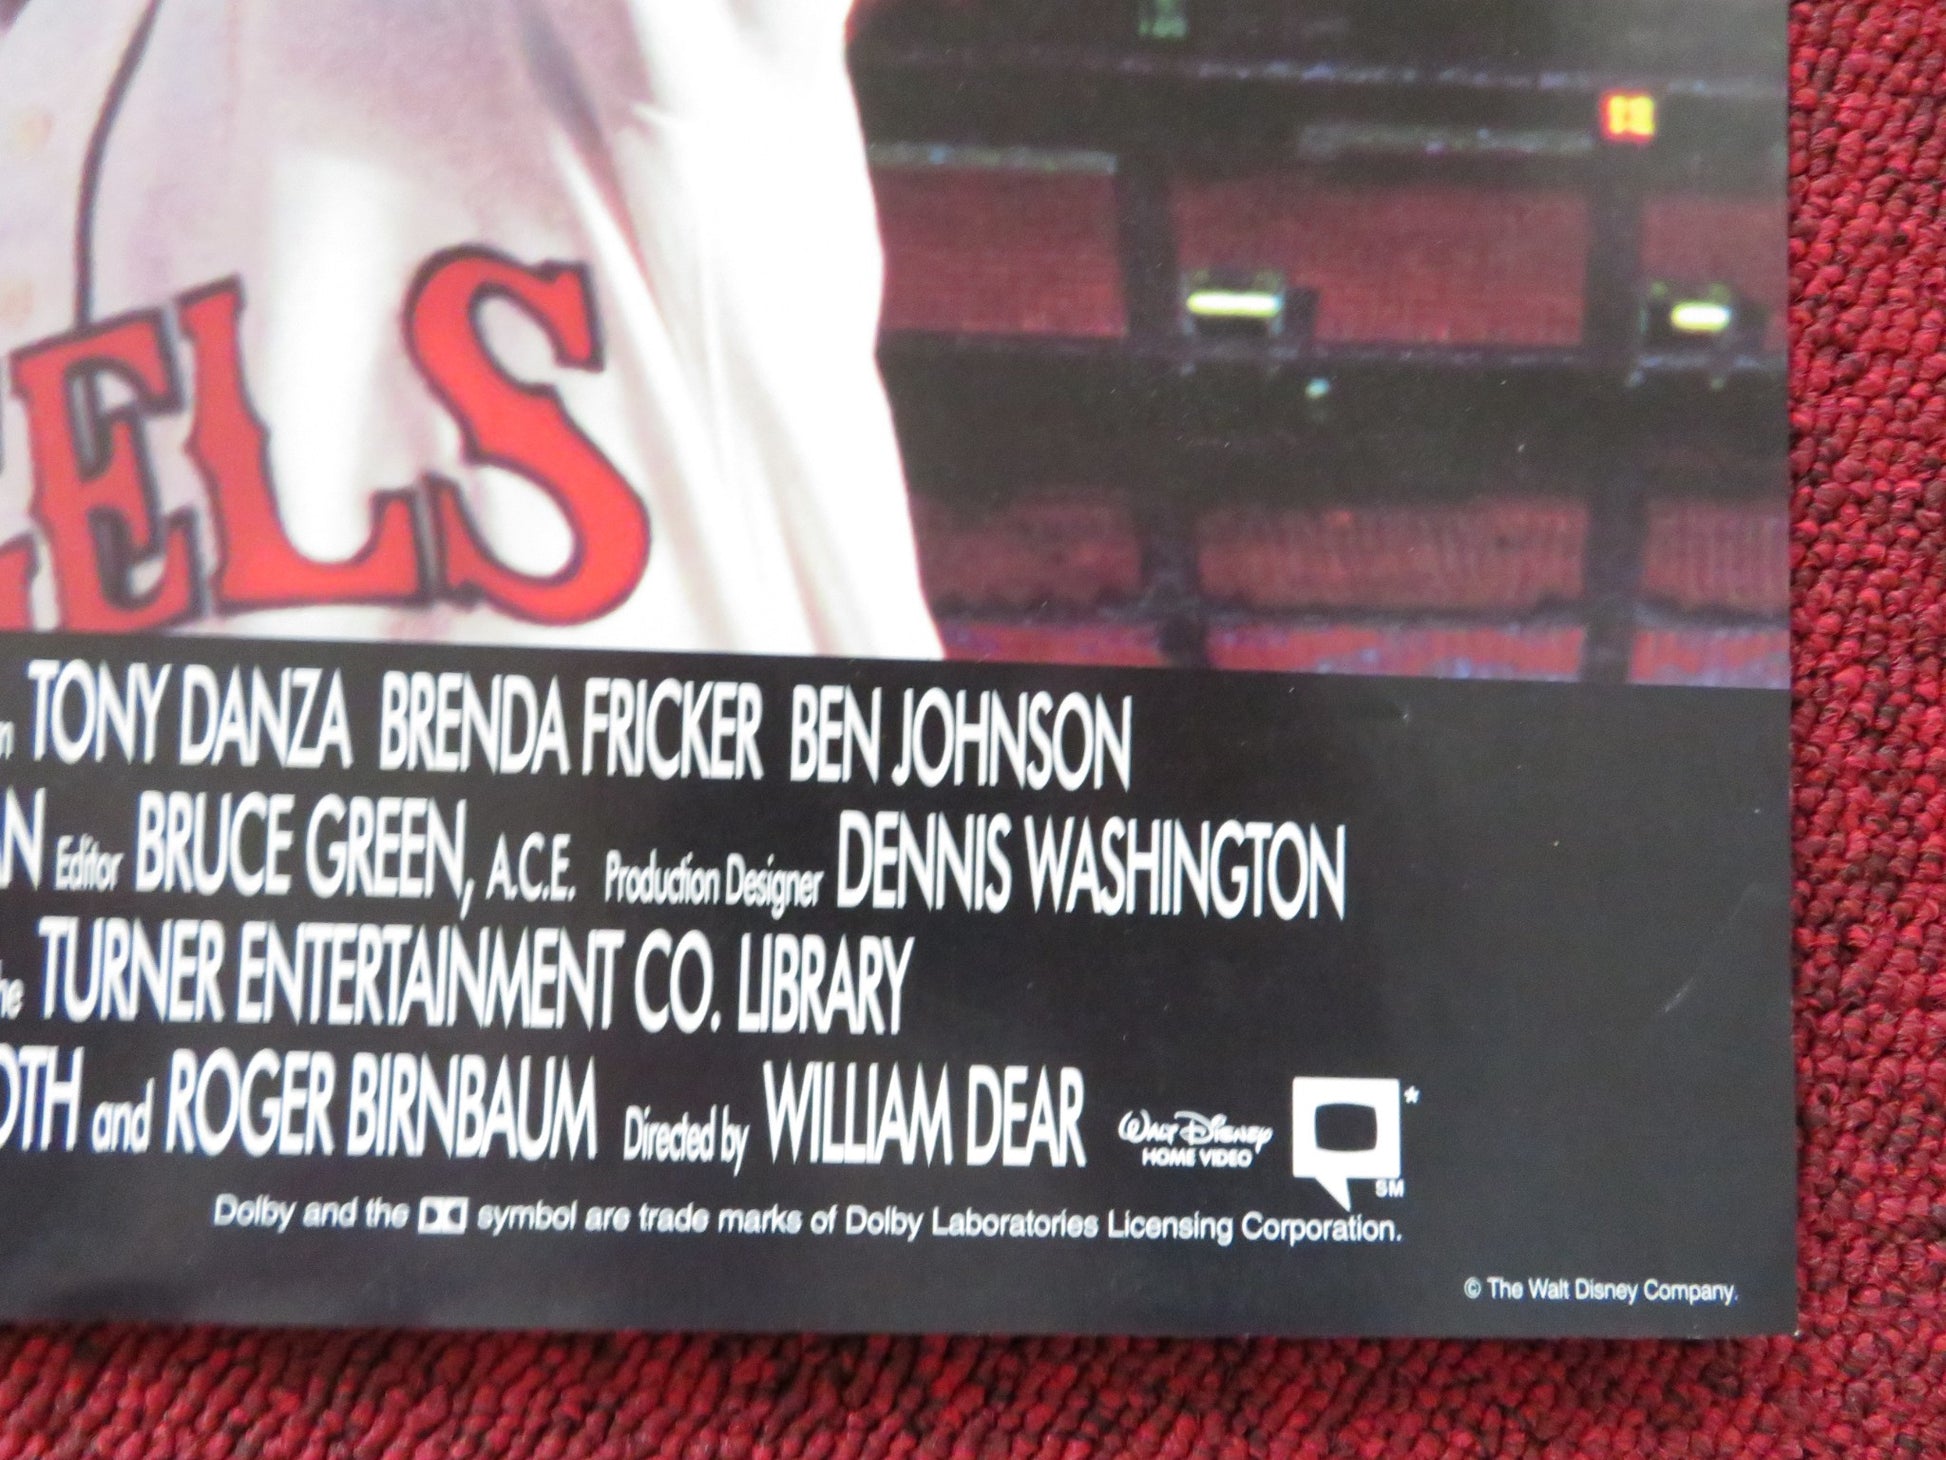 ELS
TONY DANZA BRENDA FRICKER BEN JOHNSON
Editor BRUCE GREEN, A.C.E. Production Designer DENNIS WASHINGTON
TURNER ENTERTAINMENT CO. LIBRARY
OTH and ROGER BIRNBAUM Directed by WILLIAM DEAR WALT DISNEY HOME VIDEO * SM
Dolby and the symbol are trade marks of Dolby Laboratories Licensing Corporation.
© The Walt Disney Company.